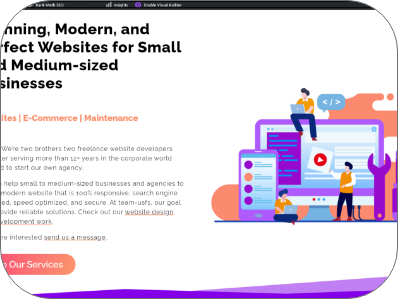 Rank Math SEO Insights Enable Visual Builder
nning, Modern, and
rfect Websites for Small
d Medium-sized
sinesses
sites | E-Commerce | Maintenance
</>
We're two brothers two freelance website developers
ter serving more than 12+ years in the corporate world
d to start our own agency.
help small to medium-sized businesses and agencies to
modern website that is 100% responsive, search engine
ed, speed optimized, and secure. At team-usfs, our goal
ovide reliable solutions. Check out our website design
velopment work.
re interested send us a message.
n Our Services